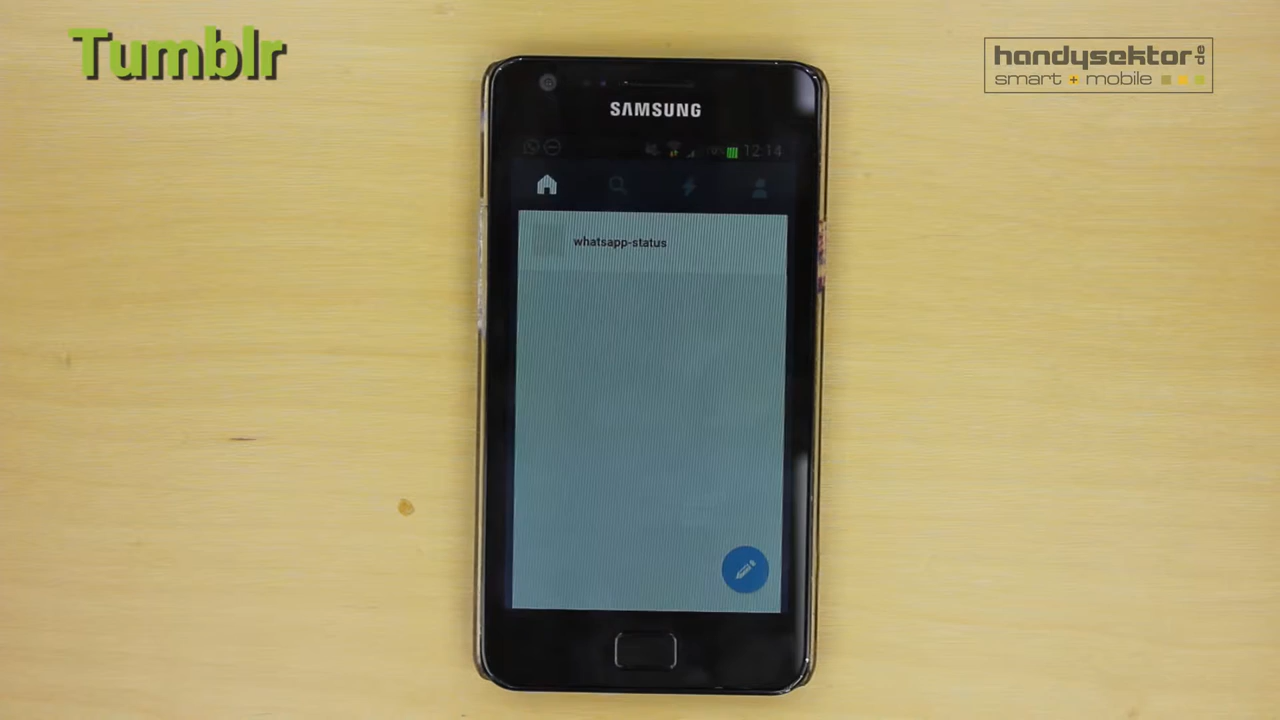 Tumblr
handysektor.de
smart + mobile
SAMSUNG
12:14
whatsapp-status